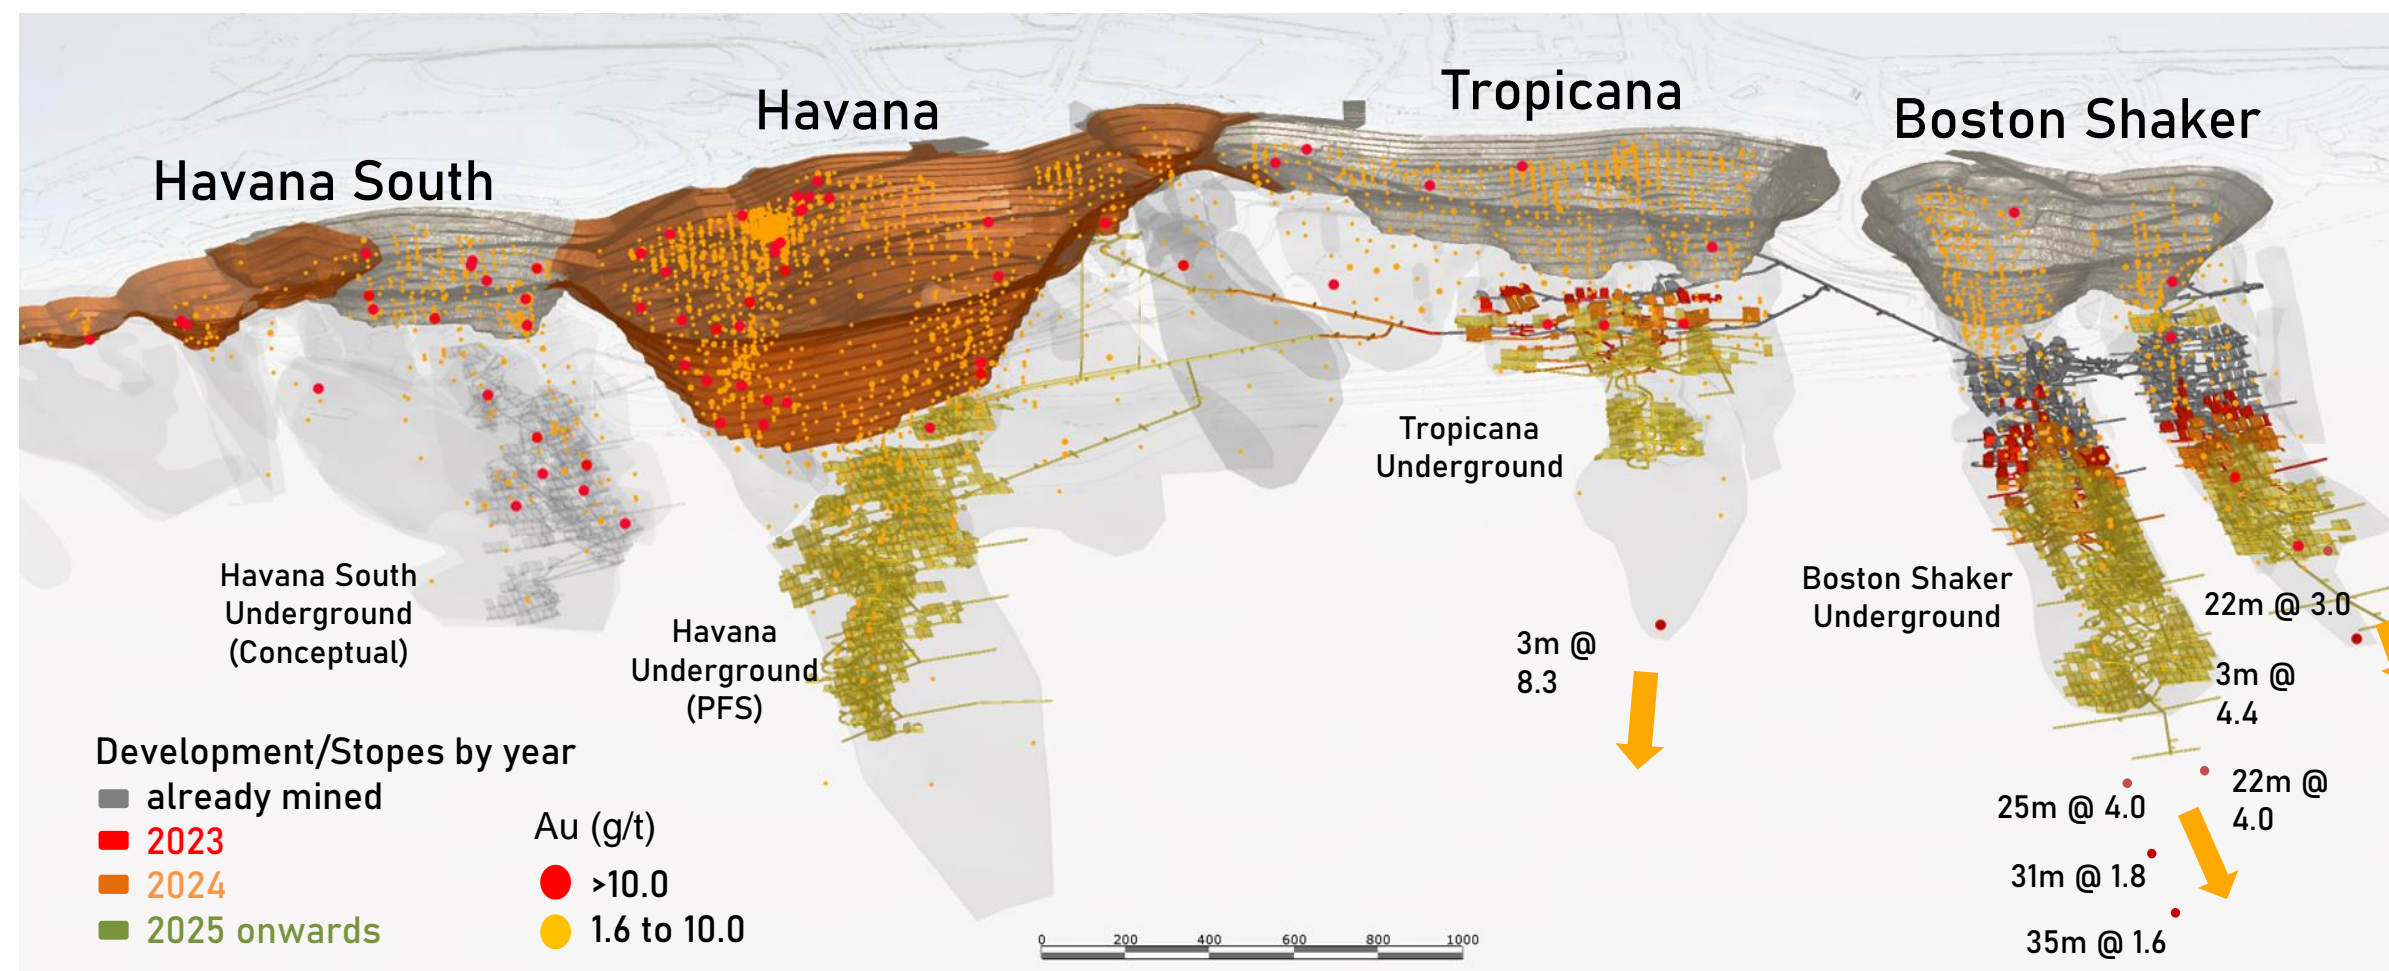 Havana South
Havana
Tropicana
Boston Shaker
Tropicana
Underground
Havana South
Underground
(Conceptual)
Havana
Underground
(PFS)
Boston Shaker
Underground
3m @
8.3
22m @ 3.0
3m @
4.4
22m @
4.0
25m @ 4.0
31m @ 1.8
35m @ 1.6
Development/Stopes by year
already mined
2023
2024
2025 onwards
Au (g/t)
>10.0
1.6 to 10.0
0 200 400 600 800 1000